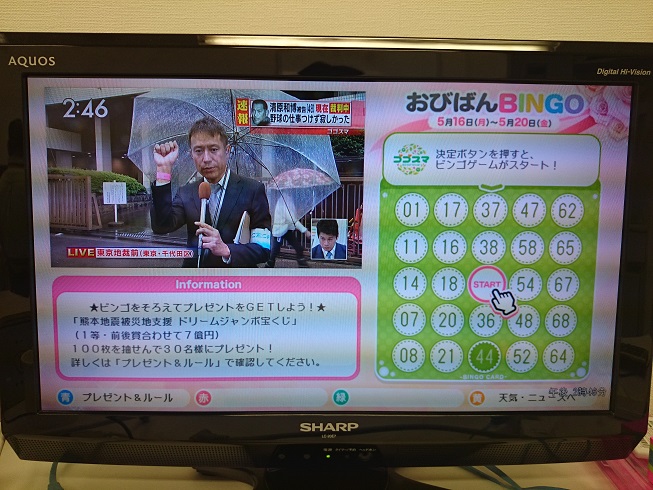 AQUOS
Digital Hi-Vision
2:46
速報
清原和博被告(48)現在 裁判中
野球の仕事つけず寂しかった
ゴゴスマ
LIVE 東京地裁前(東京・千代田区)
おびばんBINGO
5月16日(月)〜5月20日(金)
ゴゴスマ
決定ボタンを押すと、
ビンゴゲームがスタート!
01 17 37 47 62
11 16 38 58 65
14 18 START 54 67
07 20 36 48 68
08 21 44 52 64
-BINGO CARD-
Information
★ビンゴをそろえてプレゼントをGETしよう!★
「熊本地震被災地支援 ドリームジャンボ宝くじ」
(1等・前後賞合わせて7億円)
100枚を抽せんで30名様にプレゼント!
詳しくは「プレゼント&ルール」で確認してください。
青 プレゼント&ルール 赤 緑 黄 天気・ニュースへ
SHARP